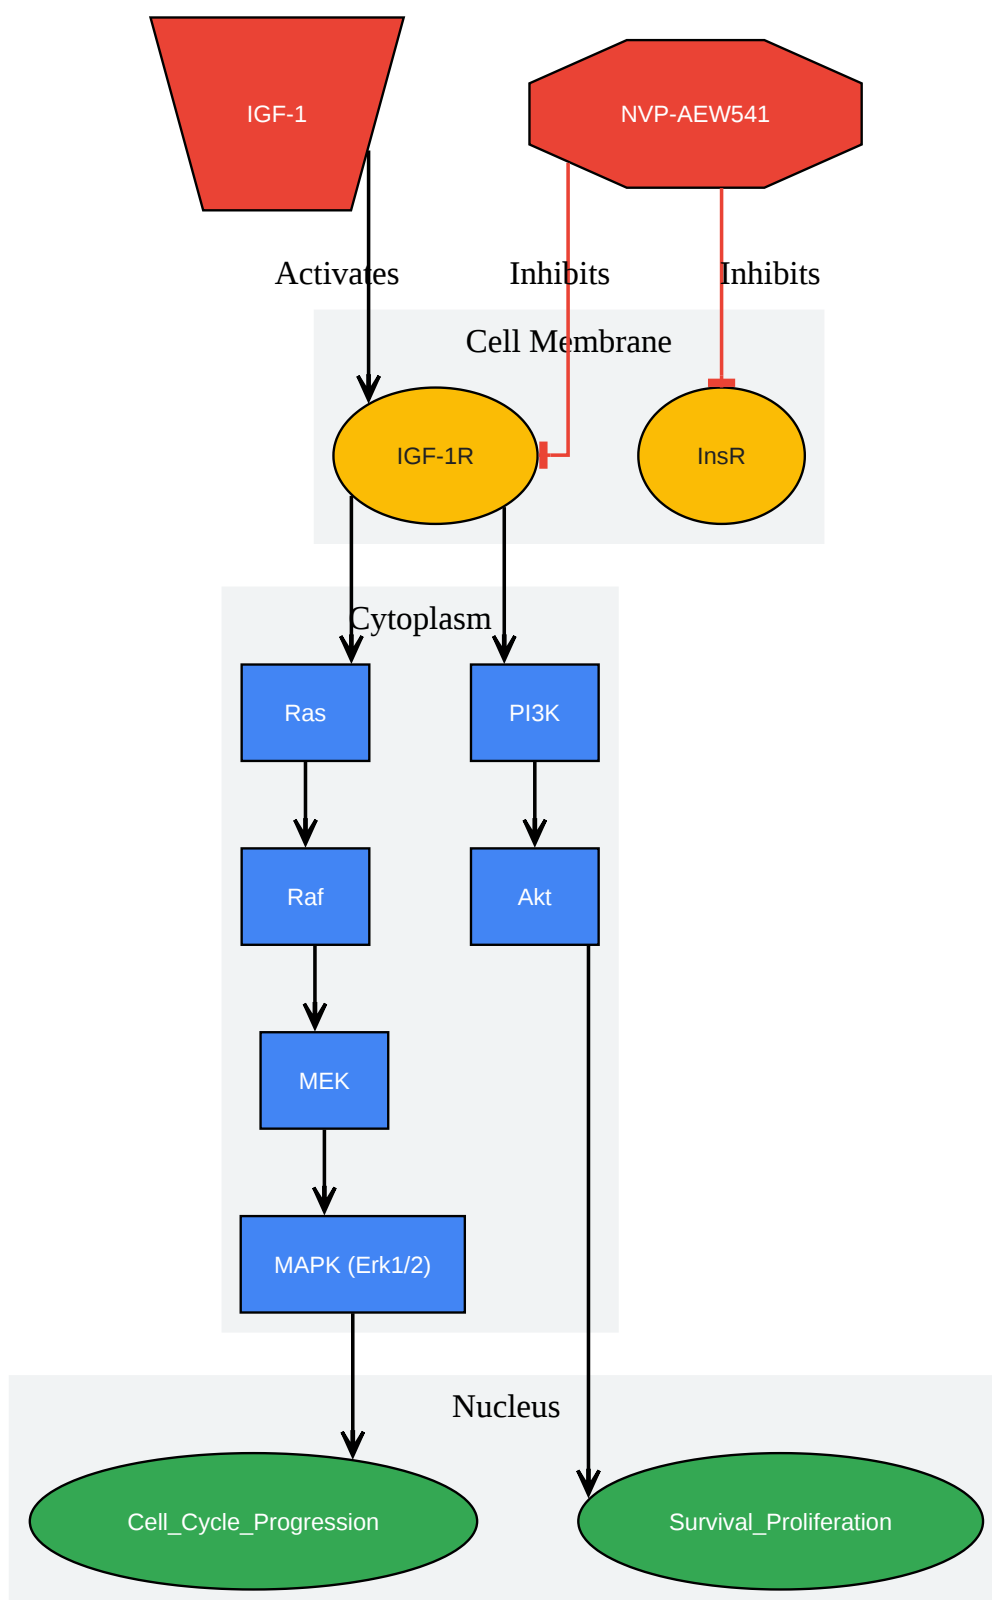 IGF-1
NVP-AEW541
Activates
Inhibits
Inhibits
Cell Membrane
IGF-1R
InsR
Cytoplasm
Ras
PI3K
Raf
Akt
MEK
MAPK (Erk1/2)
Nucleus
Cell_Cycle_Progression
Survival_Proliferation